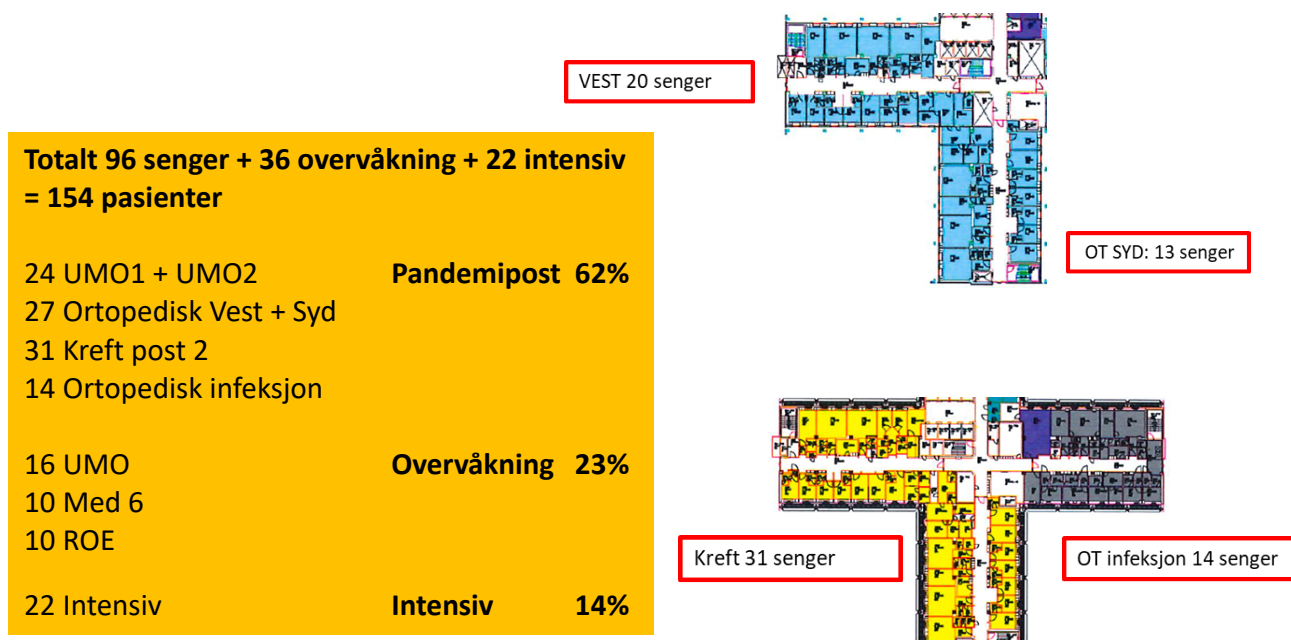 VEST 20 senger
OT SYD: 13 senger
Totalt 96 senger + 36 overvåkning + 22 intensiv
= 154 pasienter
24 UMO1 + UMO2 Pandemipost 62%
27 Ortopedisk Vest + Syd
31 Kreft post 2
14 Ortopedisk infeksjon
16 UMO Overvåkning 23%
10 Med 6
10 ROE
22 Intensiv Intensiv 14%
Kreft 31 senger
OT infeksjon 14 senger